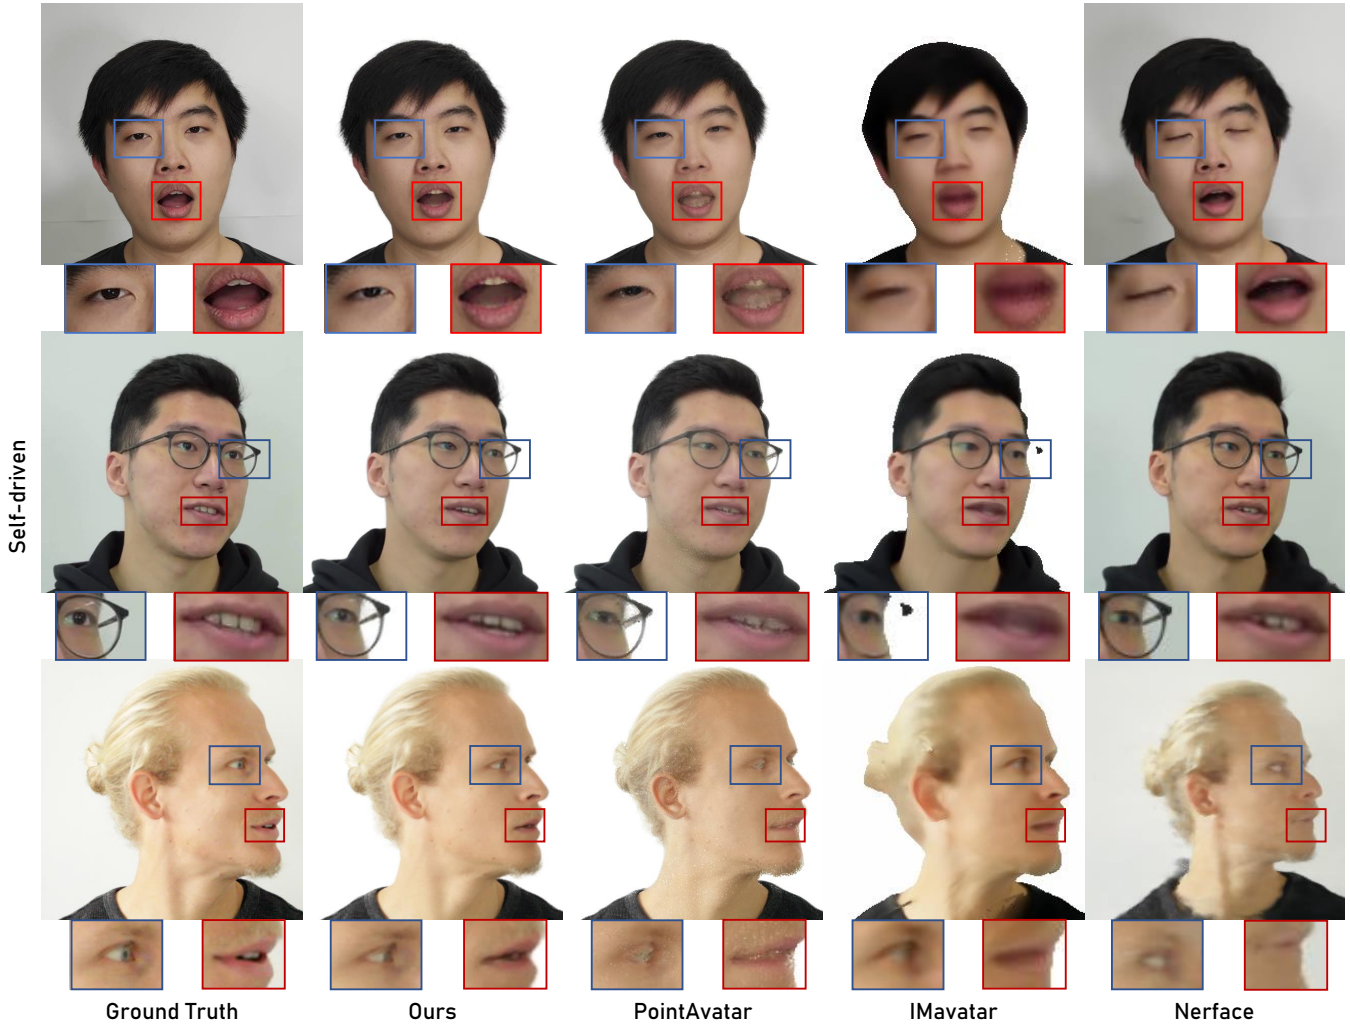 Self-driven
Ground Truth
Ours
PointAvatar
IMavatar
Nerface